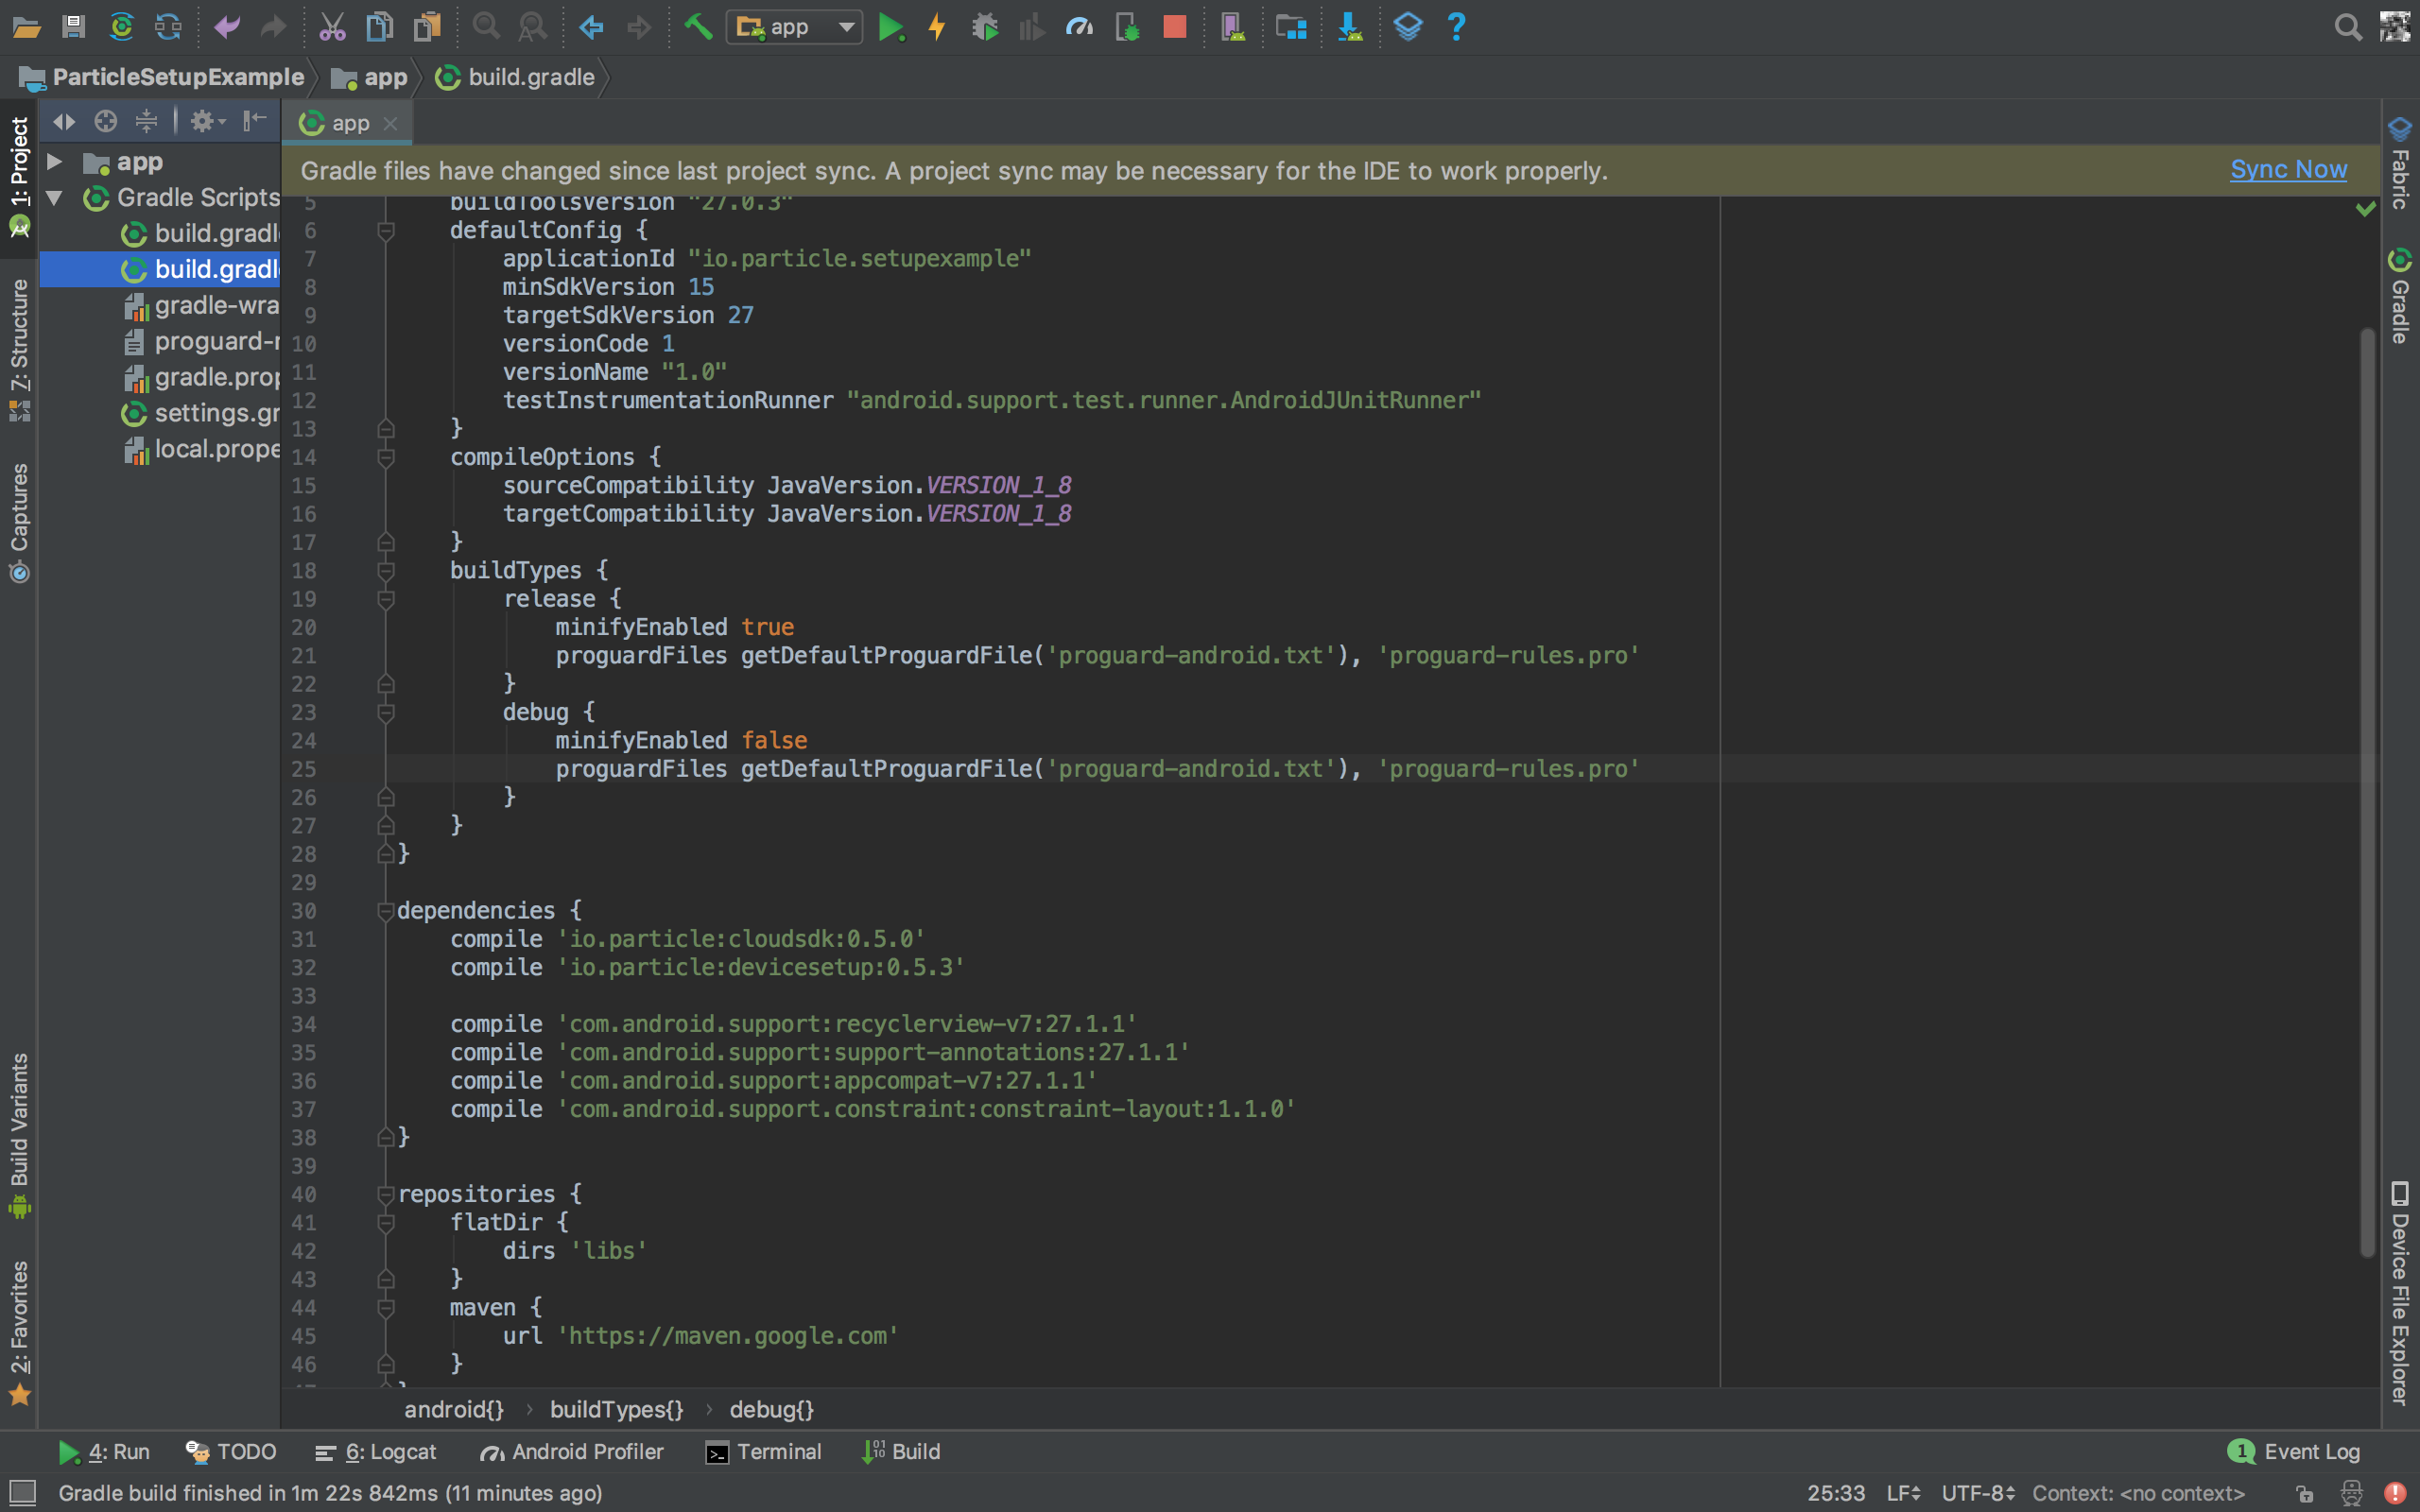 app
ParticleSetupExample
app
build.gradle
app
Gradle files have changed since last project sync. A project sync may be necessary for the IDE to work properly.
Sync Now
1: Project
Z: Structure
Captures
Build Variants
2: Favorites
app
Gradle Scripts
build.gradl
build.gradl
gradle-wra
proguard-r
gradle.prop
settings.gr
local.prope
5 buildToolsVersion "27.0.3"
6 defaultConfig {
7 applicationId "io.particle.setupexample"
8 minSdkVersion 15
9 targetSdkVersion 27
10 versionCode 1
11 versionName "1.0"
12 testInstrumentationRunner "android.support.test.runner.AndroidJUnitRunner"
13 }
14 compileOptions {
15 sourceCompatibility JavaVersion.VERSION_1_8
16 targetCompatibility JavaVersion.VERSION_1_8
17 }
18 buildTypes {
19 release {
20 minifyEnabled true
21 proguardFiles getDefaultProguardFile('proguard-android.txt'), 'proguard-rules.pro'
22 }
23 debug {
24 minifyEnabled false
25 proguardFiles getDefaultProguardFile('proguard-android.txt'), 'proguard-rules.pro'
26 }
27 }
28 }
29
30 dependencies {
31 compile 'io.particle:cloudsdk:0.5.0'
32 compile 'io.particle:devicesetup:0.5.3'
33
34 compile 'com.android.support:recyclerview-v7:27.1.1'
35 compile 'com.android.support:support-annotations:27.1.1'
36 compile 'com.android.support:appcompat-v7:27.1.1'
37 compile 'com.android.support.constraint:constraint-layout:1.1.0'
38 }
39
40 repositories {
41 flatDir {
42 dirs 'libs'
43 }
44 maven {
45 url 'https://maven.google.com'
46 }
android{} › buildTypes{} › debug{}
Fabric
Gradle
Device File Explorer
4: Run
TODO
6: Logcat
Android Profiler
Terminal
Build
1 Event Log
Gradle build finished in 1m 22s 842ms (11 minutes ago)
25:33
LF
UTF-8
Context: <no context>